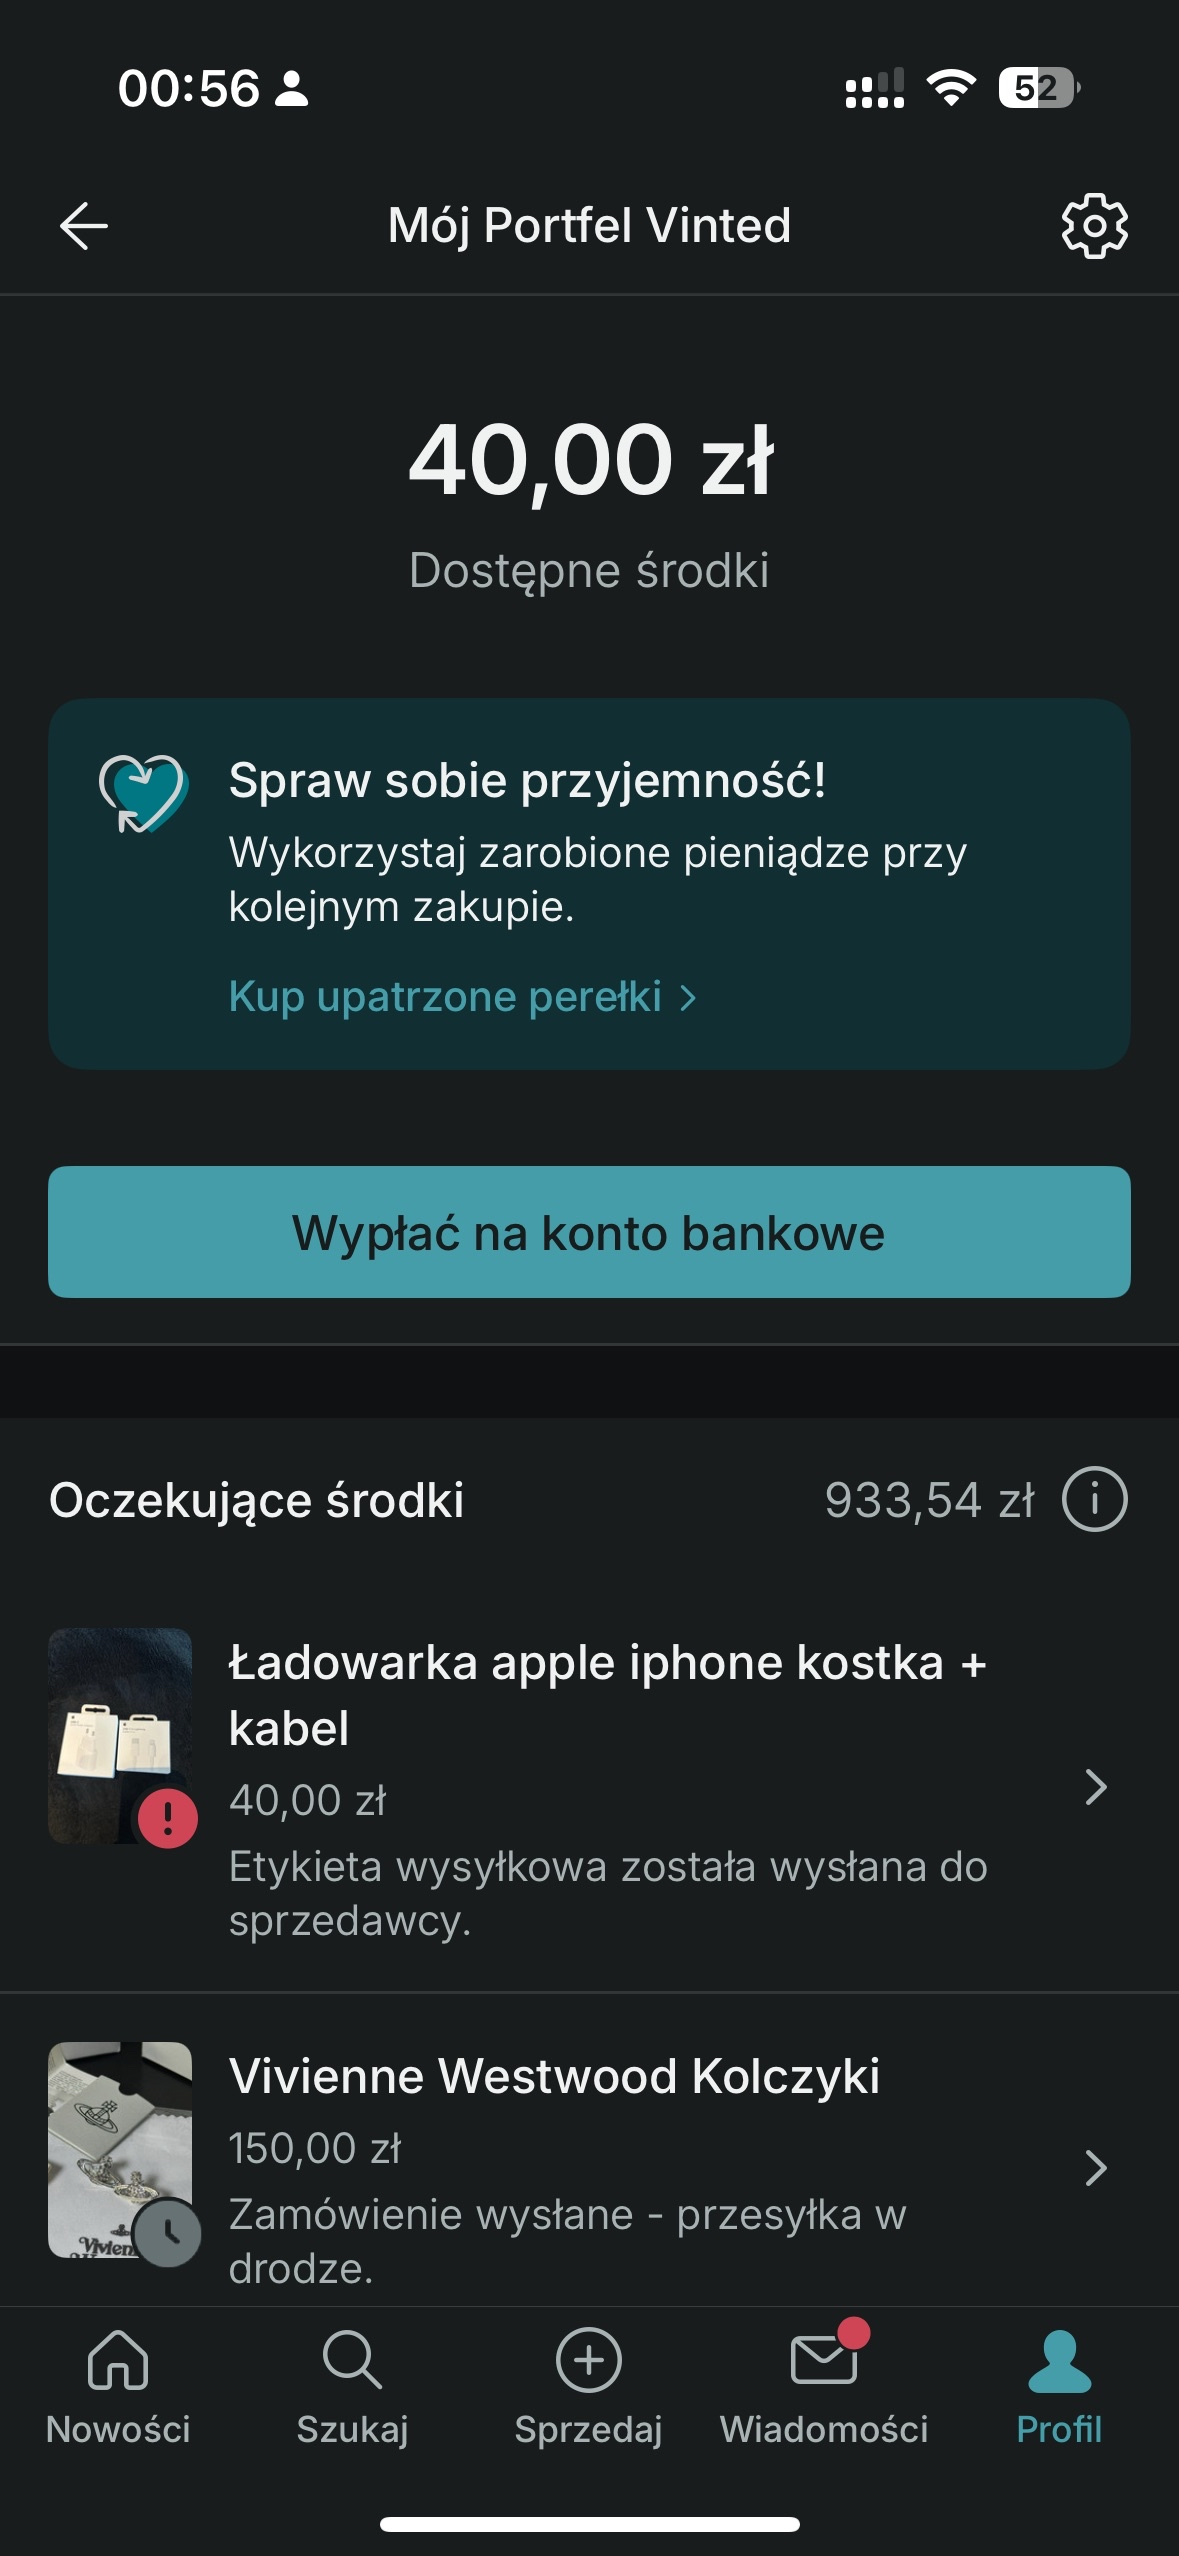 00:56
52
Mój Portfel Vinted
40,00 zł
Dostępne środki
Spraw sobie przyjemność!
Wykorzystaj zarobione pieniądze przy
kolejnym zakupie.
Kup upatrzone perełki
Wypłać na konto bankowe
Oczekujące środki 933,54 zł
Ładowarka apple iphone kostka +
kabel
40,00 zł
Etykieta wysyłkowa została wysłana do
sprzedawcy.
Vivienne Westwood Kolczyki
150,00 zł
Zamówienie wysłane - przesyłka w
drodze.
Nowości Szukaj Sprzedaj Wiadomości Profil